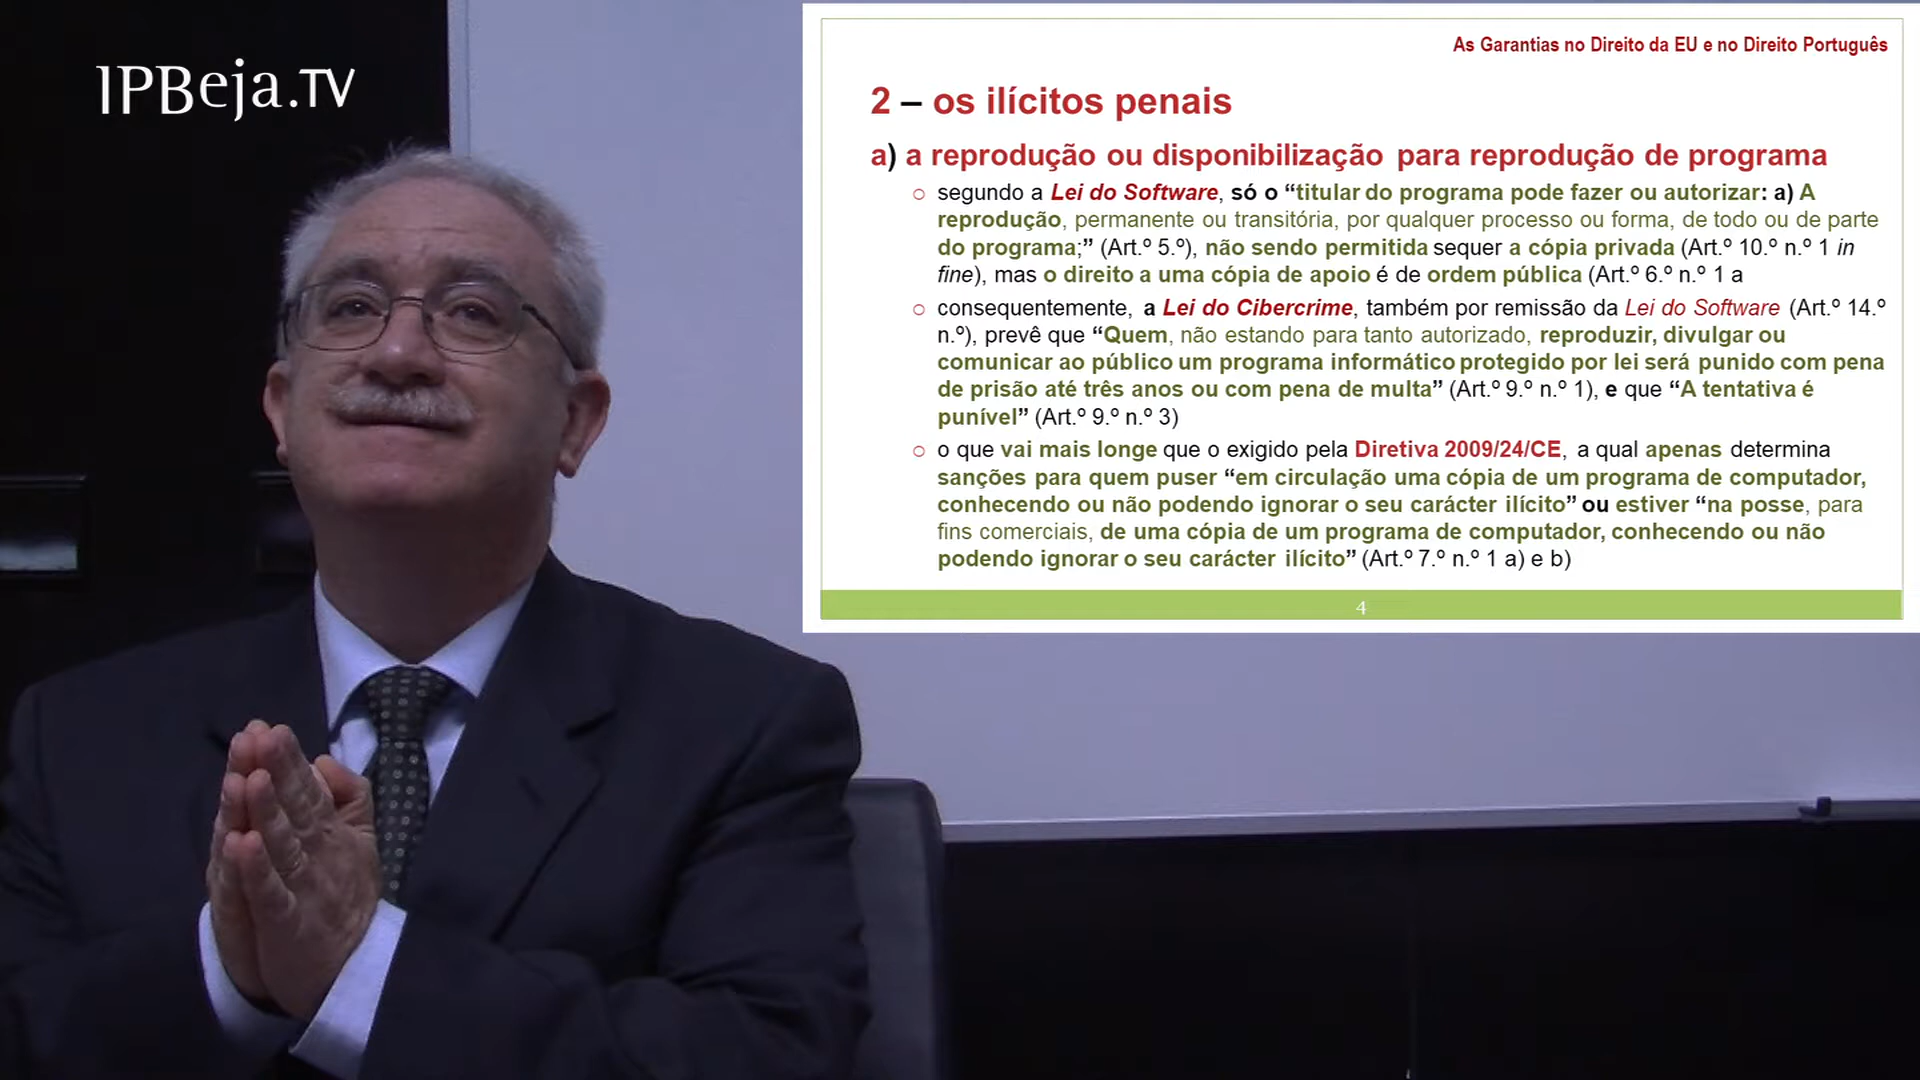 IPBeja.TV
As Garantias no Direito da EU e no Direito Português
2 – os ilícitos penais
a) a reprodução ou disponibilização para reprodução de programa
segundo a Lei do Software, só o “titular do programa pode fazer ou autorizar: a) A
reprodução, permanente ou transitória, por qualquer processo ou forma, de todo ou de parte
do programa;” (Art.º 5.º), não sendo permitida sequer a cópia privada (Art.º 10.º n.º 1 in
fine), mas o direito a uma cópia de apoio é de ordem pública (Art.º 6.º n.º 1 a
consequentemente, a Lei do Cibercrime, também por remissão da Lei do Software (Art.º 14.º
n.º), prevê que “Quem, não estando para tanto autorizado, reproduzir, divulgar ou
comunicar ao público um programa informático protegido por lei será punido com pena
de prisão até três anos ou com pena de multa” (Art.º 9.º n.º 1), e que “A tentativa é
punível” (Art.º 9.º n.º 3)
o que vai mais longe que o exigido pela Diretiva 2009/24/CE, a qual apenas determina
sanções para quem puser “em circulação uma cópia de um programa de computador,
conhecendo ou não podendo ignorar o seu carácter ilícito” ou estiver “na posse, para
fins comerciais, de uma cópia de um programa de computador, conhecendo ou não
podendo ignorar o seu carácter ilícito” (Art.º 7.º n.º 1 a) e b)
4